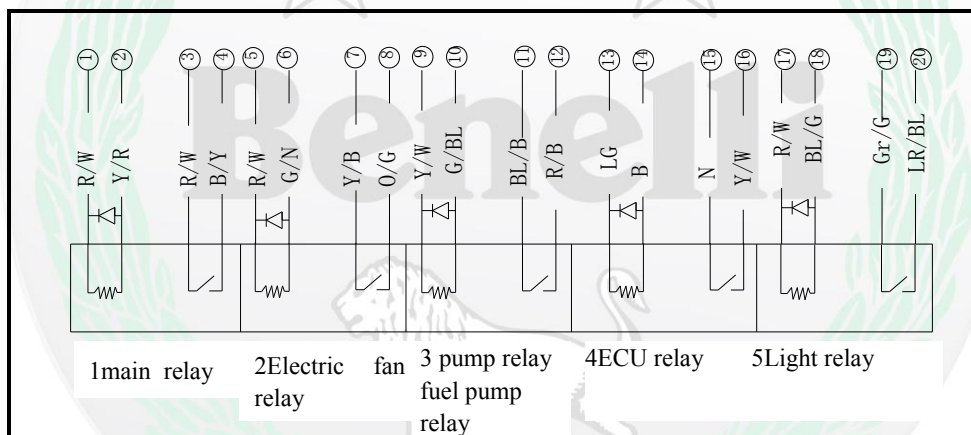 ① ② ③ ④ ⑤ ⑥ ⑦ ⑧ ⑨ ⑩ ⑪ ⑫ ⑬ ⑭ ⑮ ⑯ ⑰ ⑱ ⑲ ⑳
Benelli
R/W Y/R R/W B/Y R/W G/N Y/B O/G Y/W G/BL BL/B R/B LG B N Y/W R/W BL/G Gr/G LR/BL
1main relay
2Electric fan
relay
3 pump relay
fuel pump
relay
4ECU relay
5Light relay